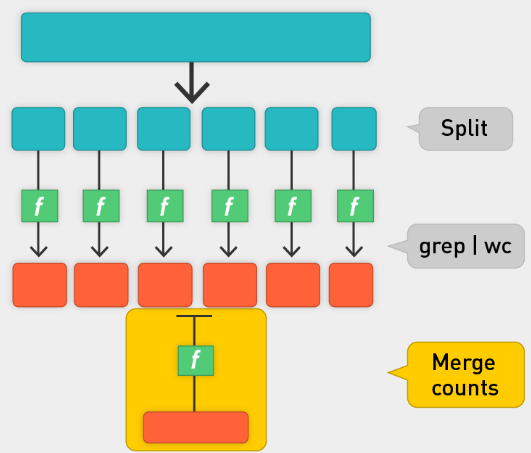 Split
f f f f f f
grep | wc
f
Merge
counts